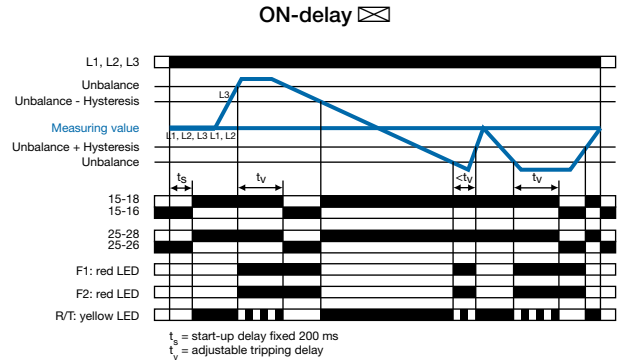 ON-delay
L1, L2, L3
Unbalance
Unbalance - Hysteresis
L3
Measuring value
L1, L2, L3 L1, L2
Unbalance + Hysteresis
Unbalance
ts
tv
<tv
tv
15-18
15-16
25-28
25-26
F1: red LED
F2: red LED
R/T: yellow LED
ts = start-up delay fixed 200 ms
tv = adjustable tripping delay